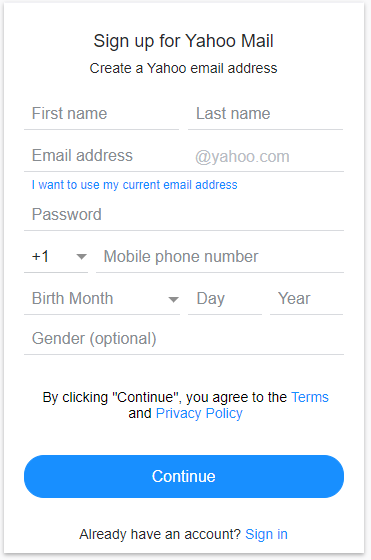 Sign up for Yahoo Mail
Create a Yahoo email address
First name Last name
Email address @yahoo.com
I want to use my current email address
Password
+1 Mobile phone number
Birth Month Day Year
Gender (optional)
By clicking "Continue", you agree to the Terms
and Privacy Policy
Continue
Already have an account? Sign in